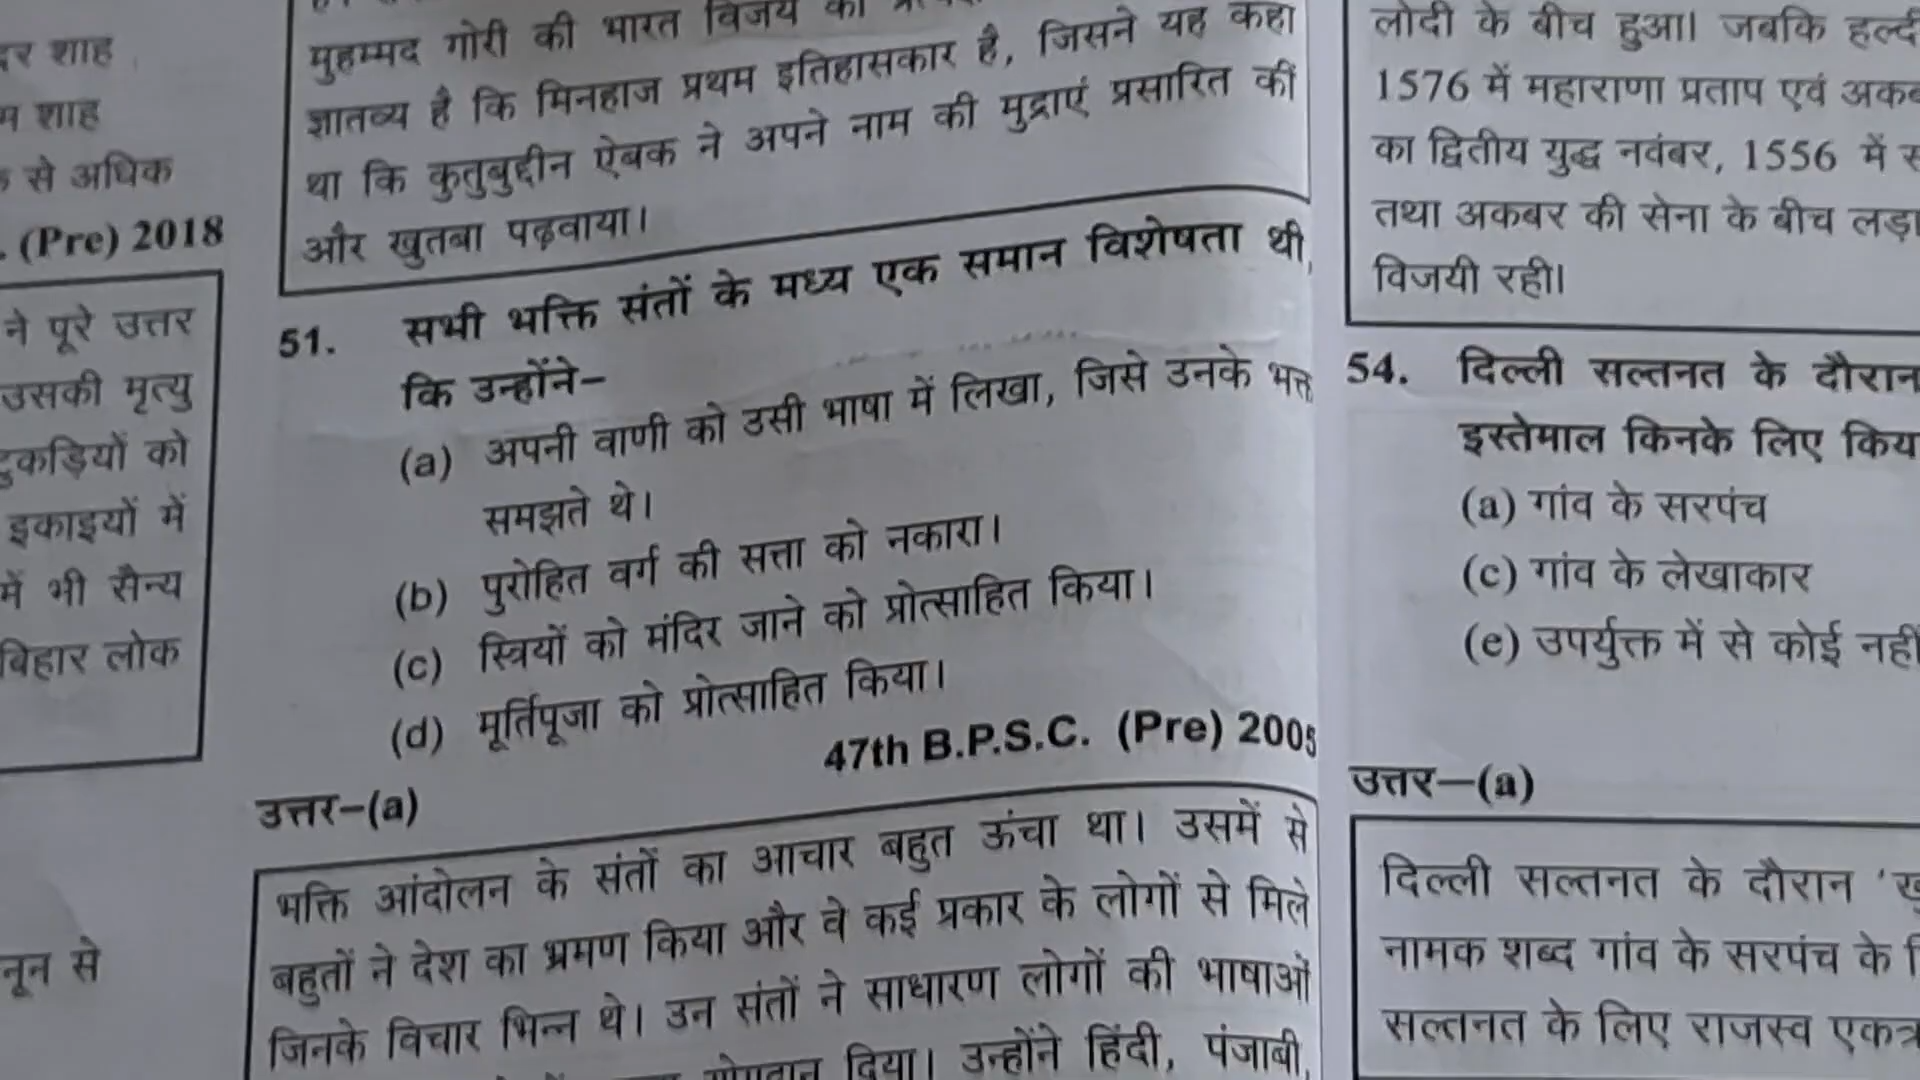 दर शाह
म शाह
से अधिक
. (Pre) 2018
ने पूरे उत्तर
उसकी मृत्यु
टुकड़ियों को
इकाइयों में
में भी सैन्य
बिहार लोक
नून से
मुहम्मद गोरी की भारत विजय का
ज्ञातव्य है कि मिनहाज प्रथम इतिहासकार है, जिसने यह कहा
था कि कुतुबुद्दीन ऐबक ने अपने नाम की मुद्राएं प्रसारित कीं
और खुतबा पढ़वाया।
51. सभी भक्ति संतों के मध्य एक समान विशेषता थी,
कि उन्होंने–
(a) अपनी वाणी को उसी भाषा में लिखा, जिसे उनके भक्त
समझते थे।
(b) पुरोहित वर्ग की सत्ता को नकारा।
(c) स्त्रियों को मंदिर जाने को प्रोत्साहित किया।
(d) मूर्तिपूजा को प्रोत्साहित किया।
47th B.P.S.C. (Pre) 2005
उत्तर–(a)
भक्ति आंदोलन के संतों का आचार बहुत ऊंचा था। उसमें से
बहुतों ने देश का भ्रमण किया और वे कई प्रकार के लोगों से मिले
जिनके विचार भिन्न थे। उन संतों ने साधारण लोगों की भाषाओं
योगदान दिया। उन्होंने हिंदी, पंजाबी,
लोदी के बीच हुआ। जबकि हल्दी
1576 में महाराणा प्रताप एवं अकब
का द्वितीय युद्ध नवंबर, 1556 में
तथा अकबर की सेना के बीच लड़ा
विजयी रही।
54. दिल्ली सल्तनत के दौरान
इस्तेमाल किनके लिए किय
(a) गांव के सरपंच
(c) गांव के लेखाकार
(e) उपर्युक्त में से कोई नहीं
उत्तर–(a)
दिल्ली सल्तनत के दौरान
नामक शब्द गांव के सरपंच के
सल्तनत के लिए राजस्व एकत्र